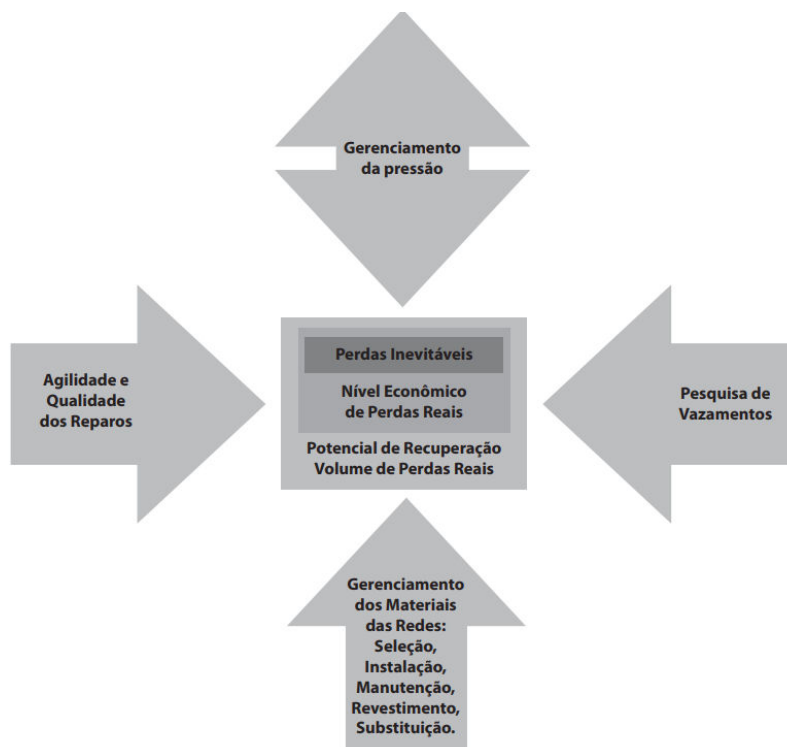 Gerenciamento
da pressão
Agilidade e
Qualidade
dos Reparos
Perdas Inevitáveis
Nível Econômico
de Perdas Reais
Potencial de Recuperação
Volume de Perdas Reais
Pesquisa de
Vazamentos
Gerenciamento
dos Materiais
das Redes:
Seleção,
Instalação,
Manutenção,
Revestimento,
Substituição.